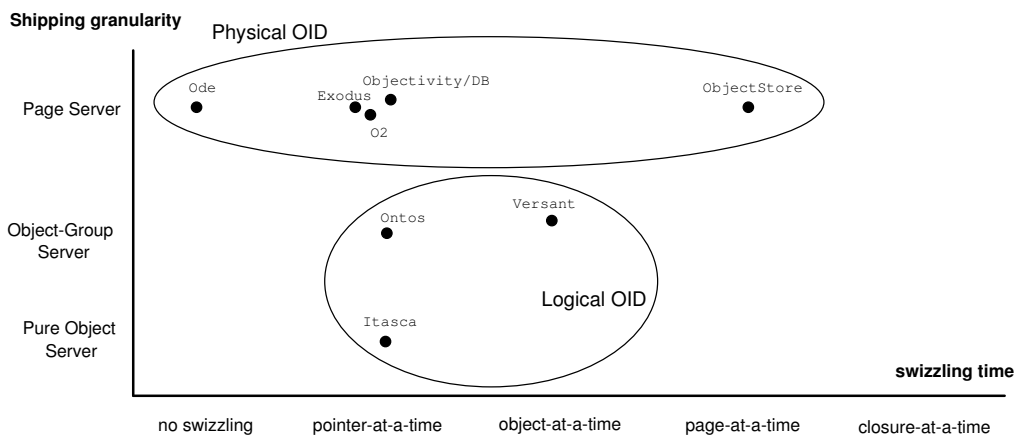 Shipping granularity
Physical OID
Objectivity/DB
Ode
ObjectStore
Exodus
Page Server
O2
Versant
Ontos
Object-Group
Server
Logical OID
Itasca
Pure Object
Server
swizzling time
no swizzling
pointer-at-a-time
object-at-a-time
page-at-a-time
closure-at-a-time